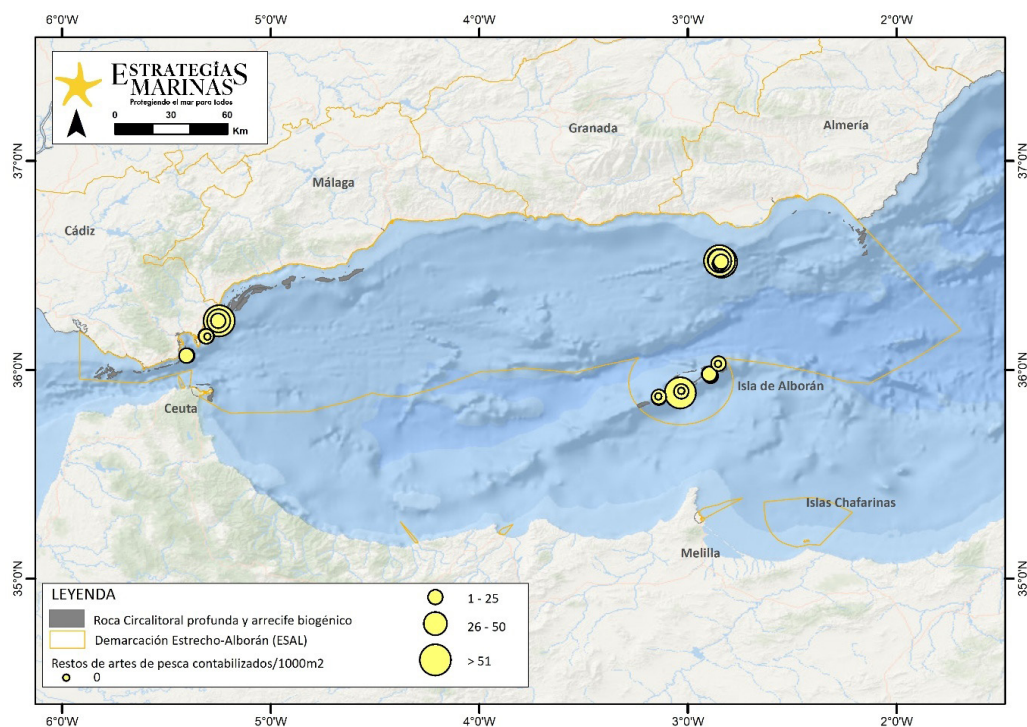 6°0'W 5°0'W 4°0'W 3°0'W 2°0'W
ESTRATEGIAS
MARINAS
Protegiendo el mar para todos
0 30 60
Km
37°0'N 37°0'N
Granada
Almería
Málaga
Cádiz
36°0'N 36°0'N
Isla de Alborán
Ceuta
Islas Chafarinas
Melilla
35°0'N 35°0'N
LEYENDA
Roca Circalitoral profunda y arrecife biogénico
Demarcación Estrecho-Alborán (ESAL)
Restos de artes de pesca contabilizados/1000m2
0
1 - 25
26 - 50
> 51
6°0'W 5°0'W 4°0'W 3°0'W 2°0'W